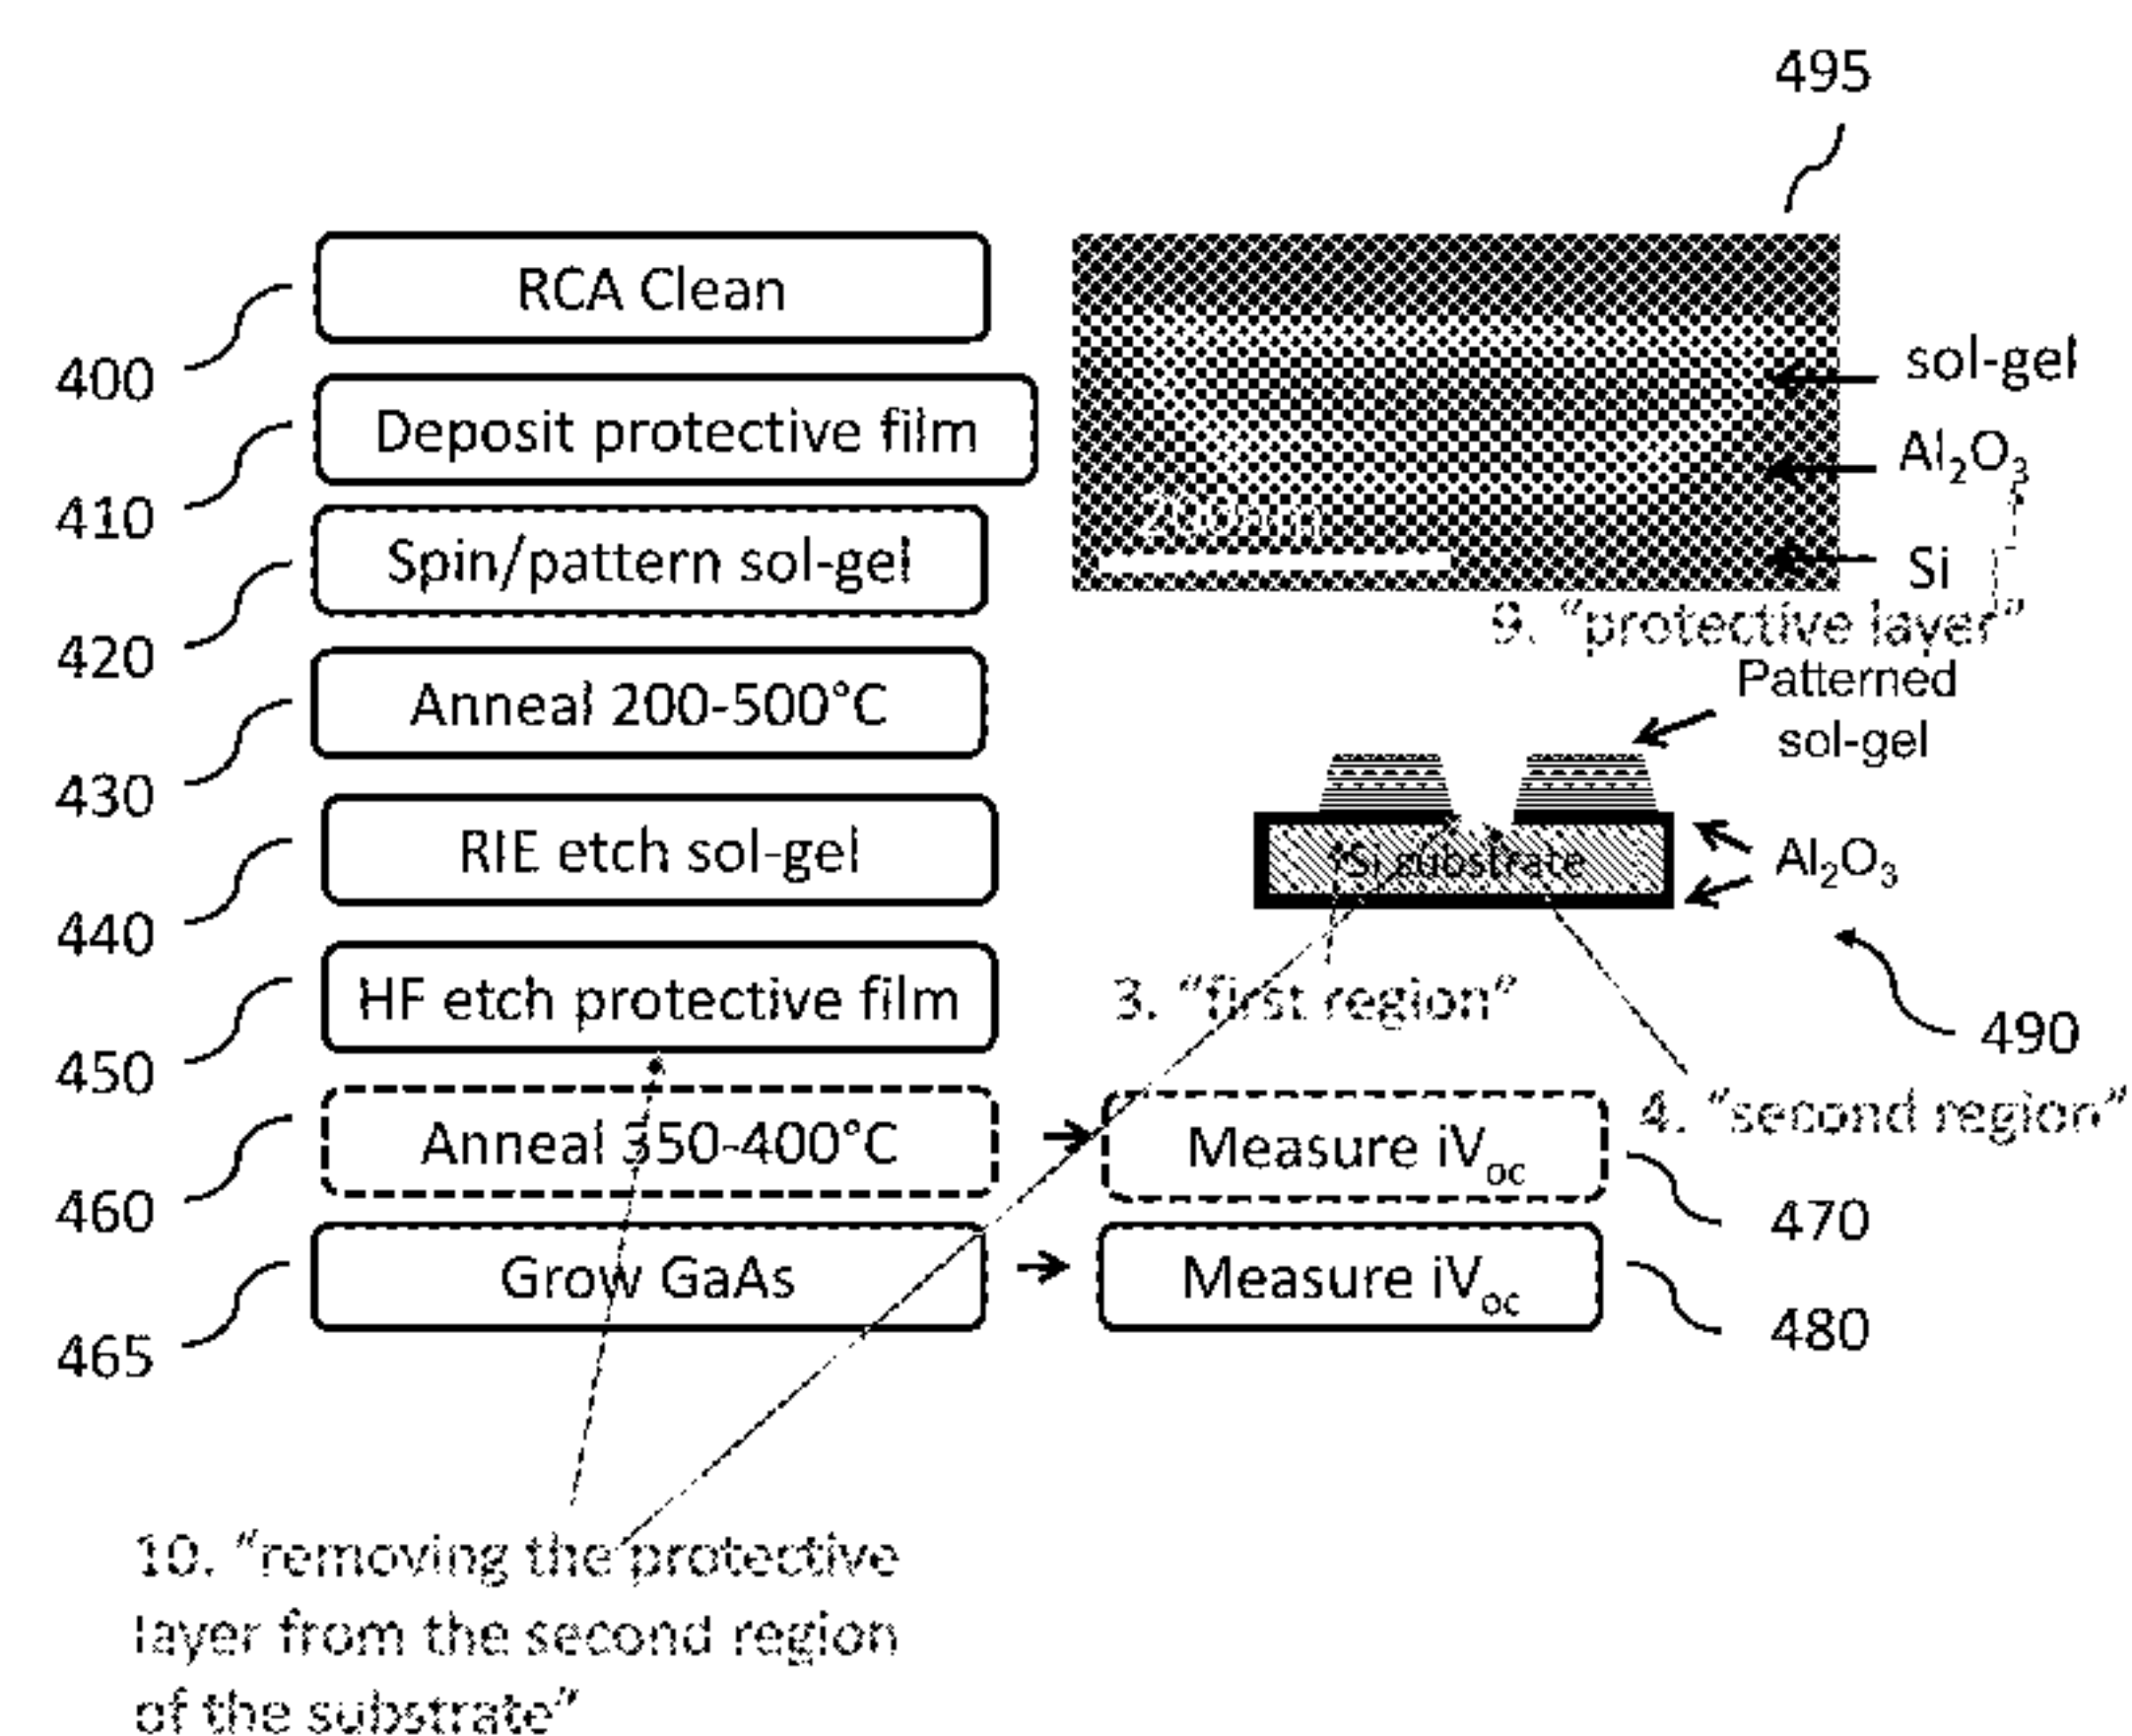 495
RCA Clean
400
Deposit protective film
410
Spin/pattern sol-gel
420
Anneal 200-500°C
430
RIE etch sol-gel
440
HF etch protective film
450
Anneal 350-400°C
460
Grow GaAs
465
Measure iVoc
470
Measure iVoc
480
sol-gel
Al₂O₃
Si
200nm
9. “protective layer”
Patterned
sol-gel
Si substrate
Al₂O₃
490
3. “first region”
4. “second region”
10. “removing the protective
layer from the second region
of the substrate”